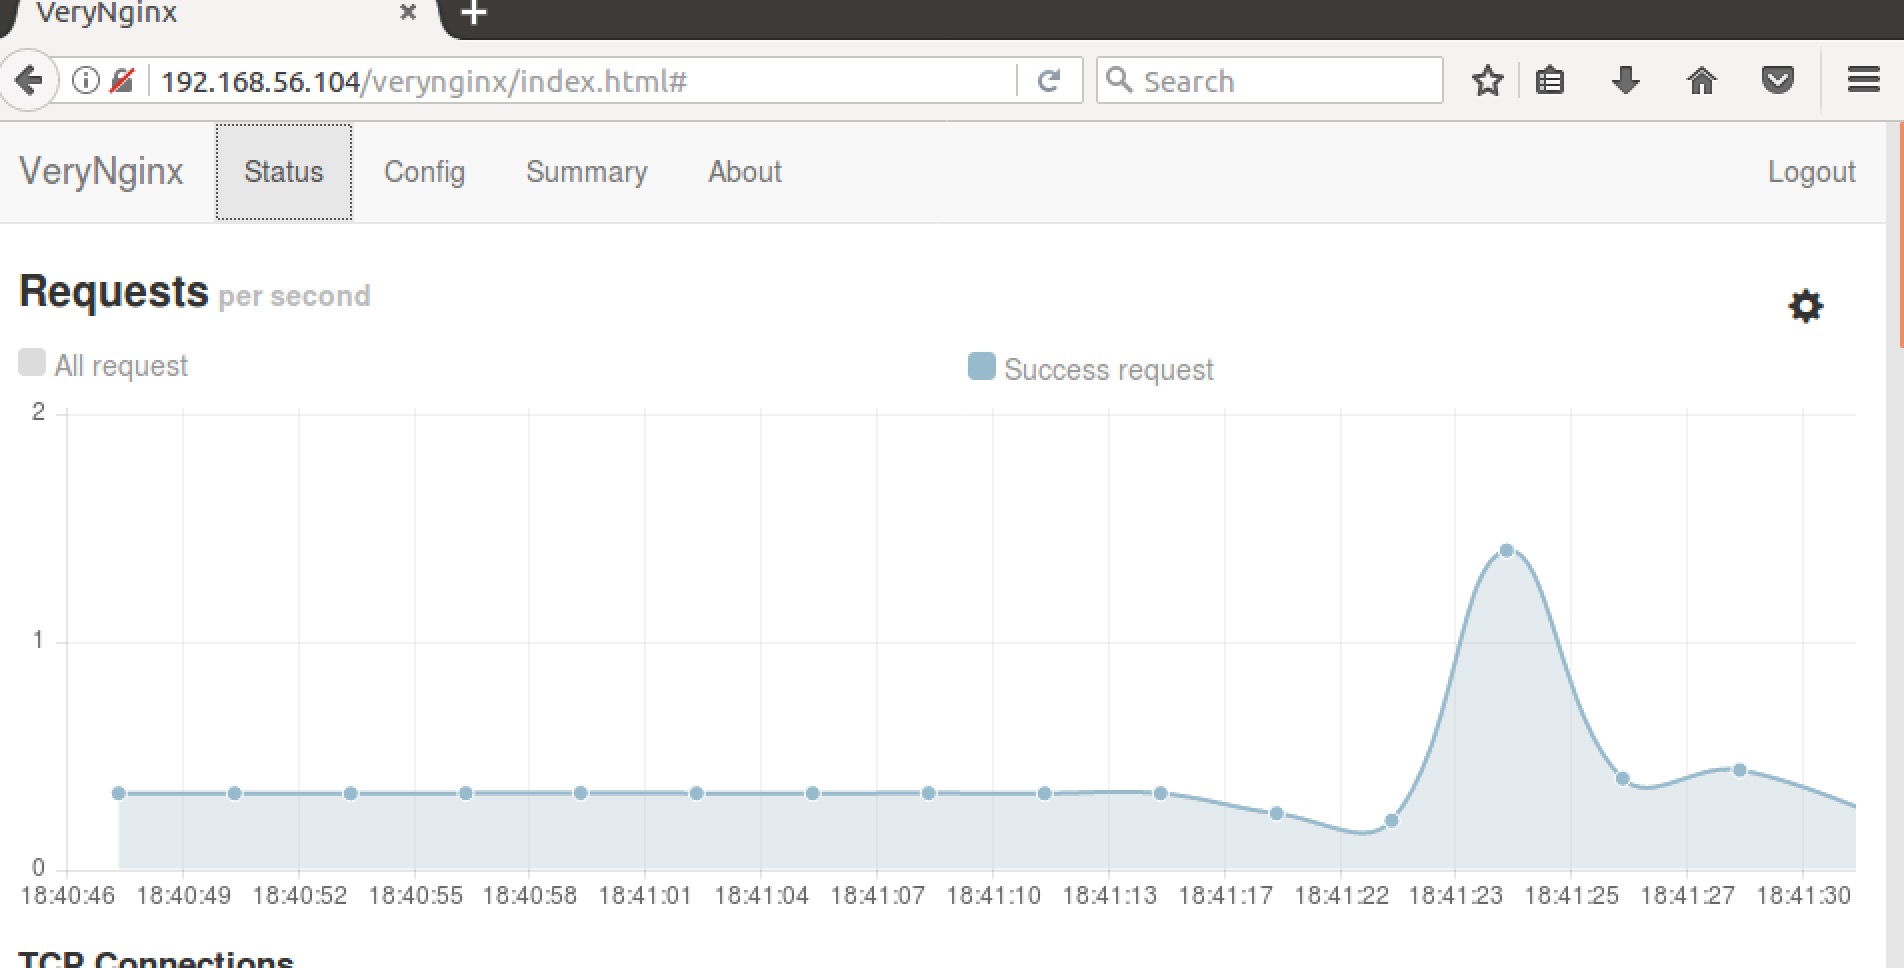 VeryNginx
192.168.56.104/verynginx/index.html#
Search
VeryNginx Status Config Summary About Logout
Requests per second
All request Success request
2
1
0
18:40:46 18:40:49 18:40:52 18:40:55 18:40:58 18:41:01 18:41:04 18:41:07 18:41:10 18:41:13 18:41:17 18:41:22 18:41:23 18:41:25 18:41:27 18:41:30
TCP Connections